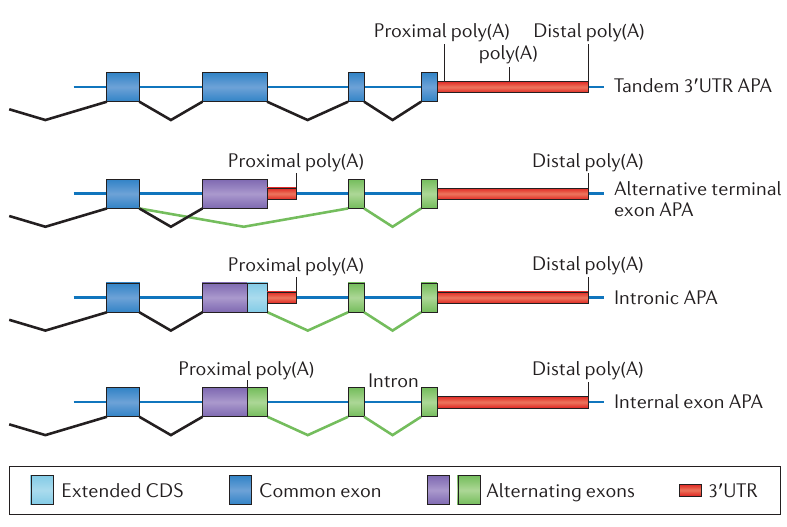 Proximal poly(A) Distal poly(A)
poly(A)
Tandem 3′UTR APA
Proximal poly(A) Distal poly(A)
Alternative terminal
exon APA
Proximal poly(A) Distal poly(A)
Intronic APA
Proximal poly(A) Distal poly(A)
Intron
Internal exon APA
Extended CDS Common exon Alternating exons 3′UTR